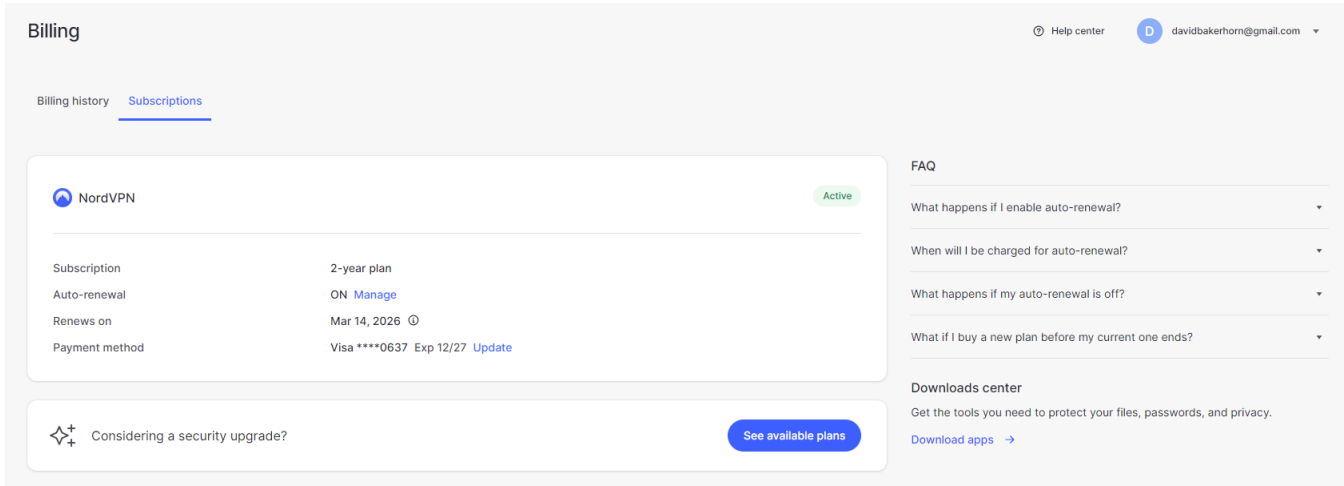 Billing
Help center
D
davidbakerhorn@gmail.com
Billing history
Subscriptions
NordVPN
Active
Subscription 2-year plan
Auto-renewal ON Manage
Renews on Mar 14, 2026
Payment method Visa ****0637 Exp 12/27 Update
Considering a security upgrade?
See available plans
FAQ
What happens if I enable auto-renewal?
When will I be charged for auto-renewal?
What happens if my auto-renewal is off?
What if I buy a new plan before my current one ends?
Downloads center
Get the tools you need to protect your files, passwords, and privacy.
Download apps →